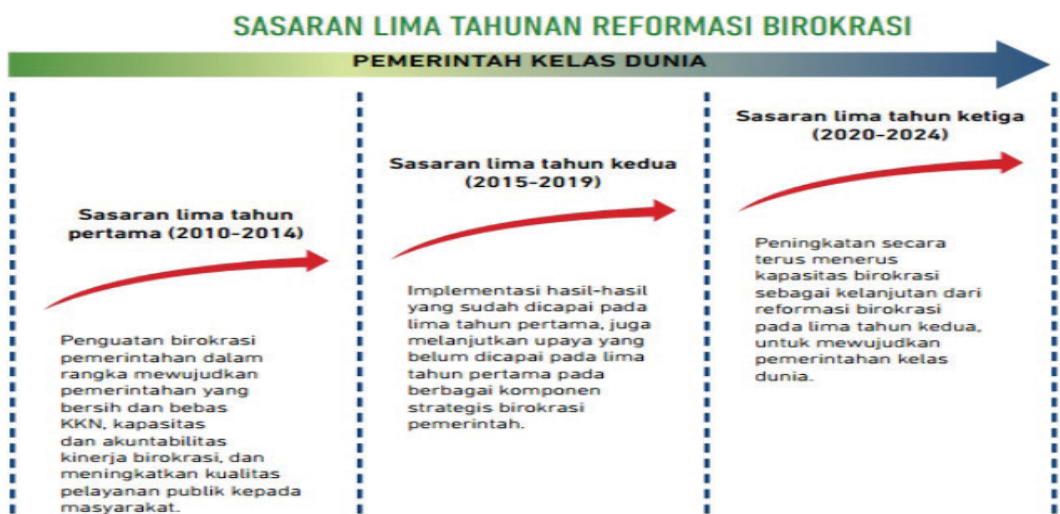 SASARAN LIMA TAHUNAN REFORMASI BIROKRASI
PEMERINTAH KELAS DUNIA
Sasaran lima tahun
pertama (2010-2014)
Penguatan birokrasi
pemerintahan dalam
rangka mewujudkan
pemerintahan yang
bersih dan bebas
KKN, kapasitas
dan akuntabilitas
kinerja birokrasi, dan
meningkatkan kualitas
pelayanan publik kepada
masyarakat.
Sasaran lima tahun kedua
(2015-2019)
Implementasi hasil-hasil
yang sudah dicapai pada
lima tahun pertama, juga
melanjutkan upaya yang
belum dicapai pada lima
tahun pertama pada
berbagai komponen
strategis birokrasi
pemerintah.
Sasaran lima tahun ketiga
(2020-2024)
Peningkatan secara
terus menerus
kapasitas birokrasi
sebagai kelanjutan dari
reformasi birokrasi
pada lima tahun kedua,
untuk mewujudkan
pemerintahan kelas
dunia.